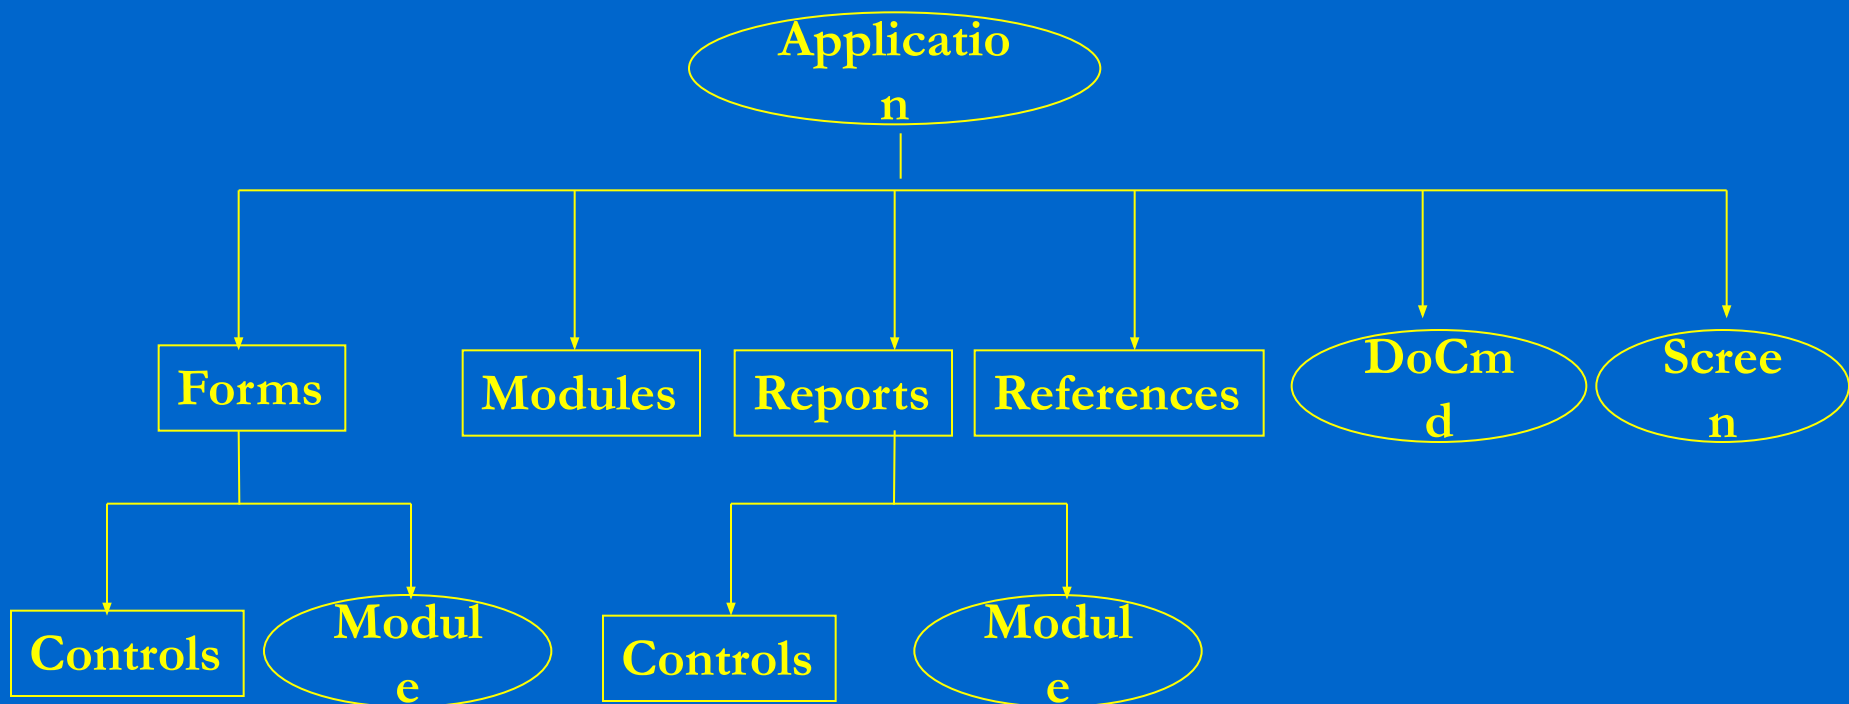 Applicatio
n
Forms
Modules
Reports
References
DoCm
d
Scree
n
Controls
Modul
e
Controls
Modul
e